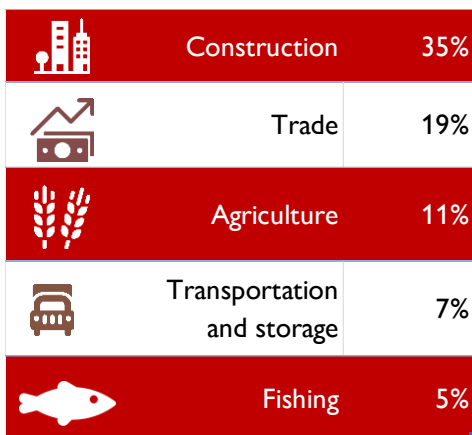 Construction 35%
Trade 19%
Agriculture 11%
Transportation
and storage 7%
Fishing 5%